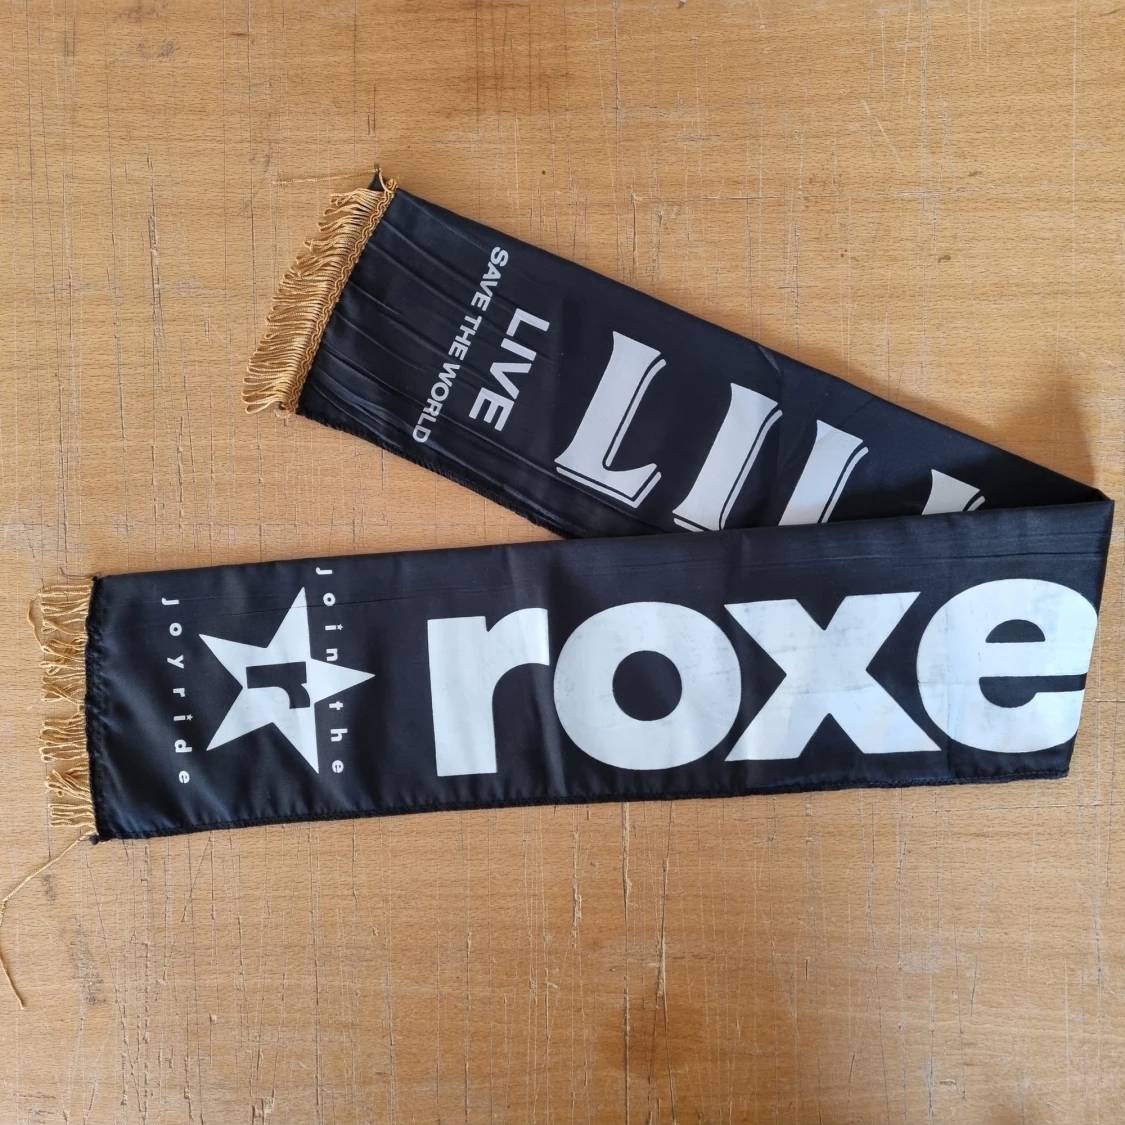 SAVE THE WORLD
LIVE
join the
joyride
r
roxe